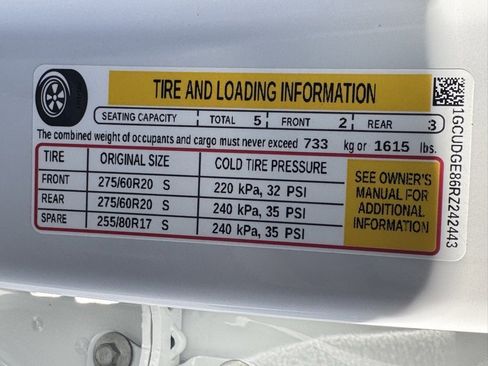 TIRE AND LOADING INFORMATION
SEATING CAPACITY TOTAL 5 FRONT 2 REAR 3
The combined weight of occupants and cargo must never exceed 733 kg or 1615 lbs.
TIRE ORIGINAL SIZE COLD TIRE PRESSURE
FRONT 275/60R20 S 220 kPa, 32 PSI
REAR 275/60R20 S 240 kPa, 35 PSI
SPARE 255/80R17 S 240 kPa, 35 PSI
SEE OWNER'S
MANUAL FOR
ADDITIONAL
INFORMATION
1GCUDGE86RZ242443